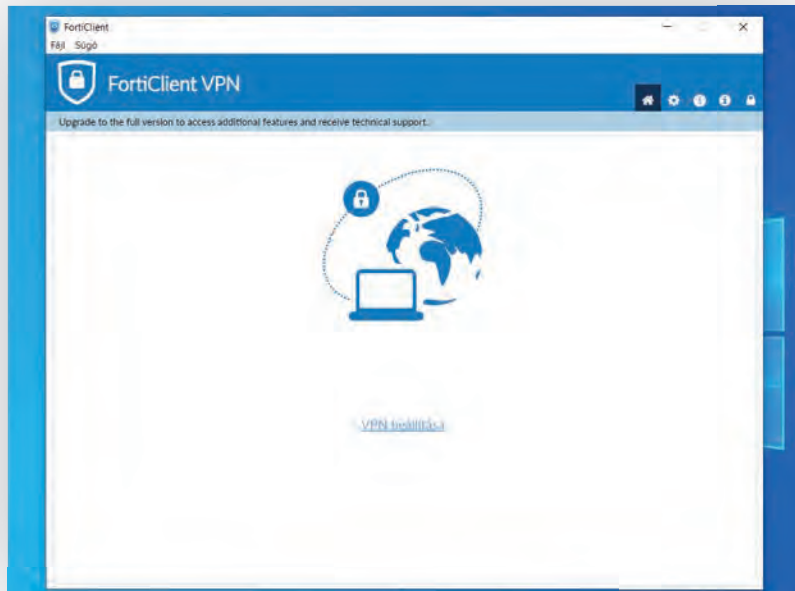 FortiClient
Fájl Súgó
FortiClient VPN
Upgrade to the full version to access additional features and receive technical support.
VPN beállítása